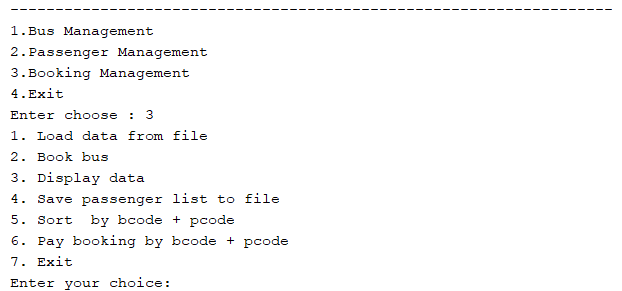 -------------------------------------------------------------------
1.Bus Management
2.Passenger Management
3.Booking Management
4.Exit
Enter choose : 3
1. Load data from file
2. Book bus
3. Display data
4. Save passenger list to file
5. Sort  by bcode + pcode
6. Pay booking by bcode + pcode
7. Exit
Enter your choice: